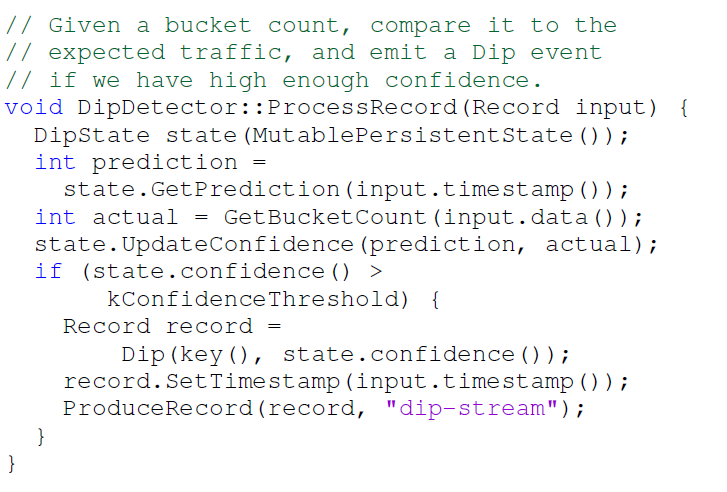 // Given a bucket count, compare it to the
// expected traffic, and emit a Dip event
// if we have high enough confidence.
void DipDetector::ProcessRecord(Record input) {
  DipState state(MutablePersistentState());
  int prediction =
    state.GetPrediction(input.timestamp());
  int actual = GetBucketCount(input.data());
  state.UpdateConfidence(prediction, actual);
  if (state.confidence() >
       kConfidenceThreshold) {
    Record record =
        Dip(key(), state.confidence());
    record.SetTimestamp(input.timestamp());
    ProduceRecord(record, "dip-stream");
  }
}